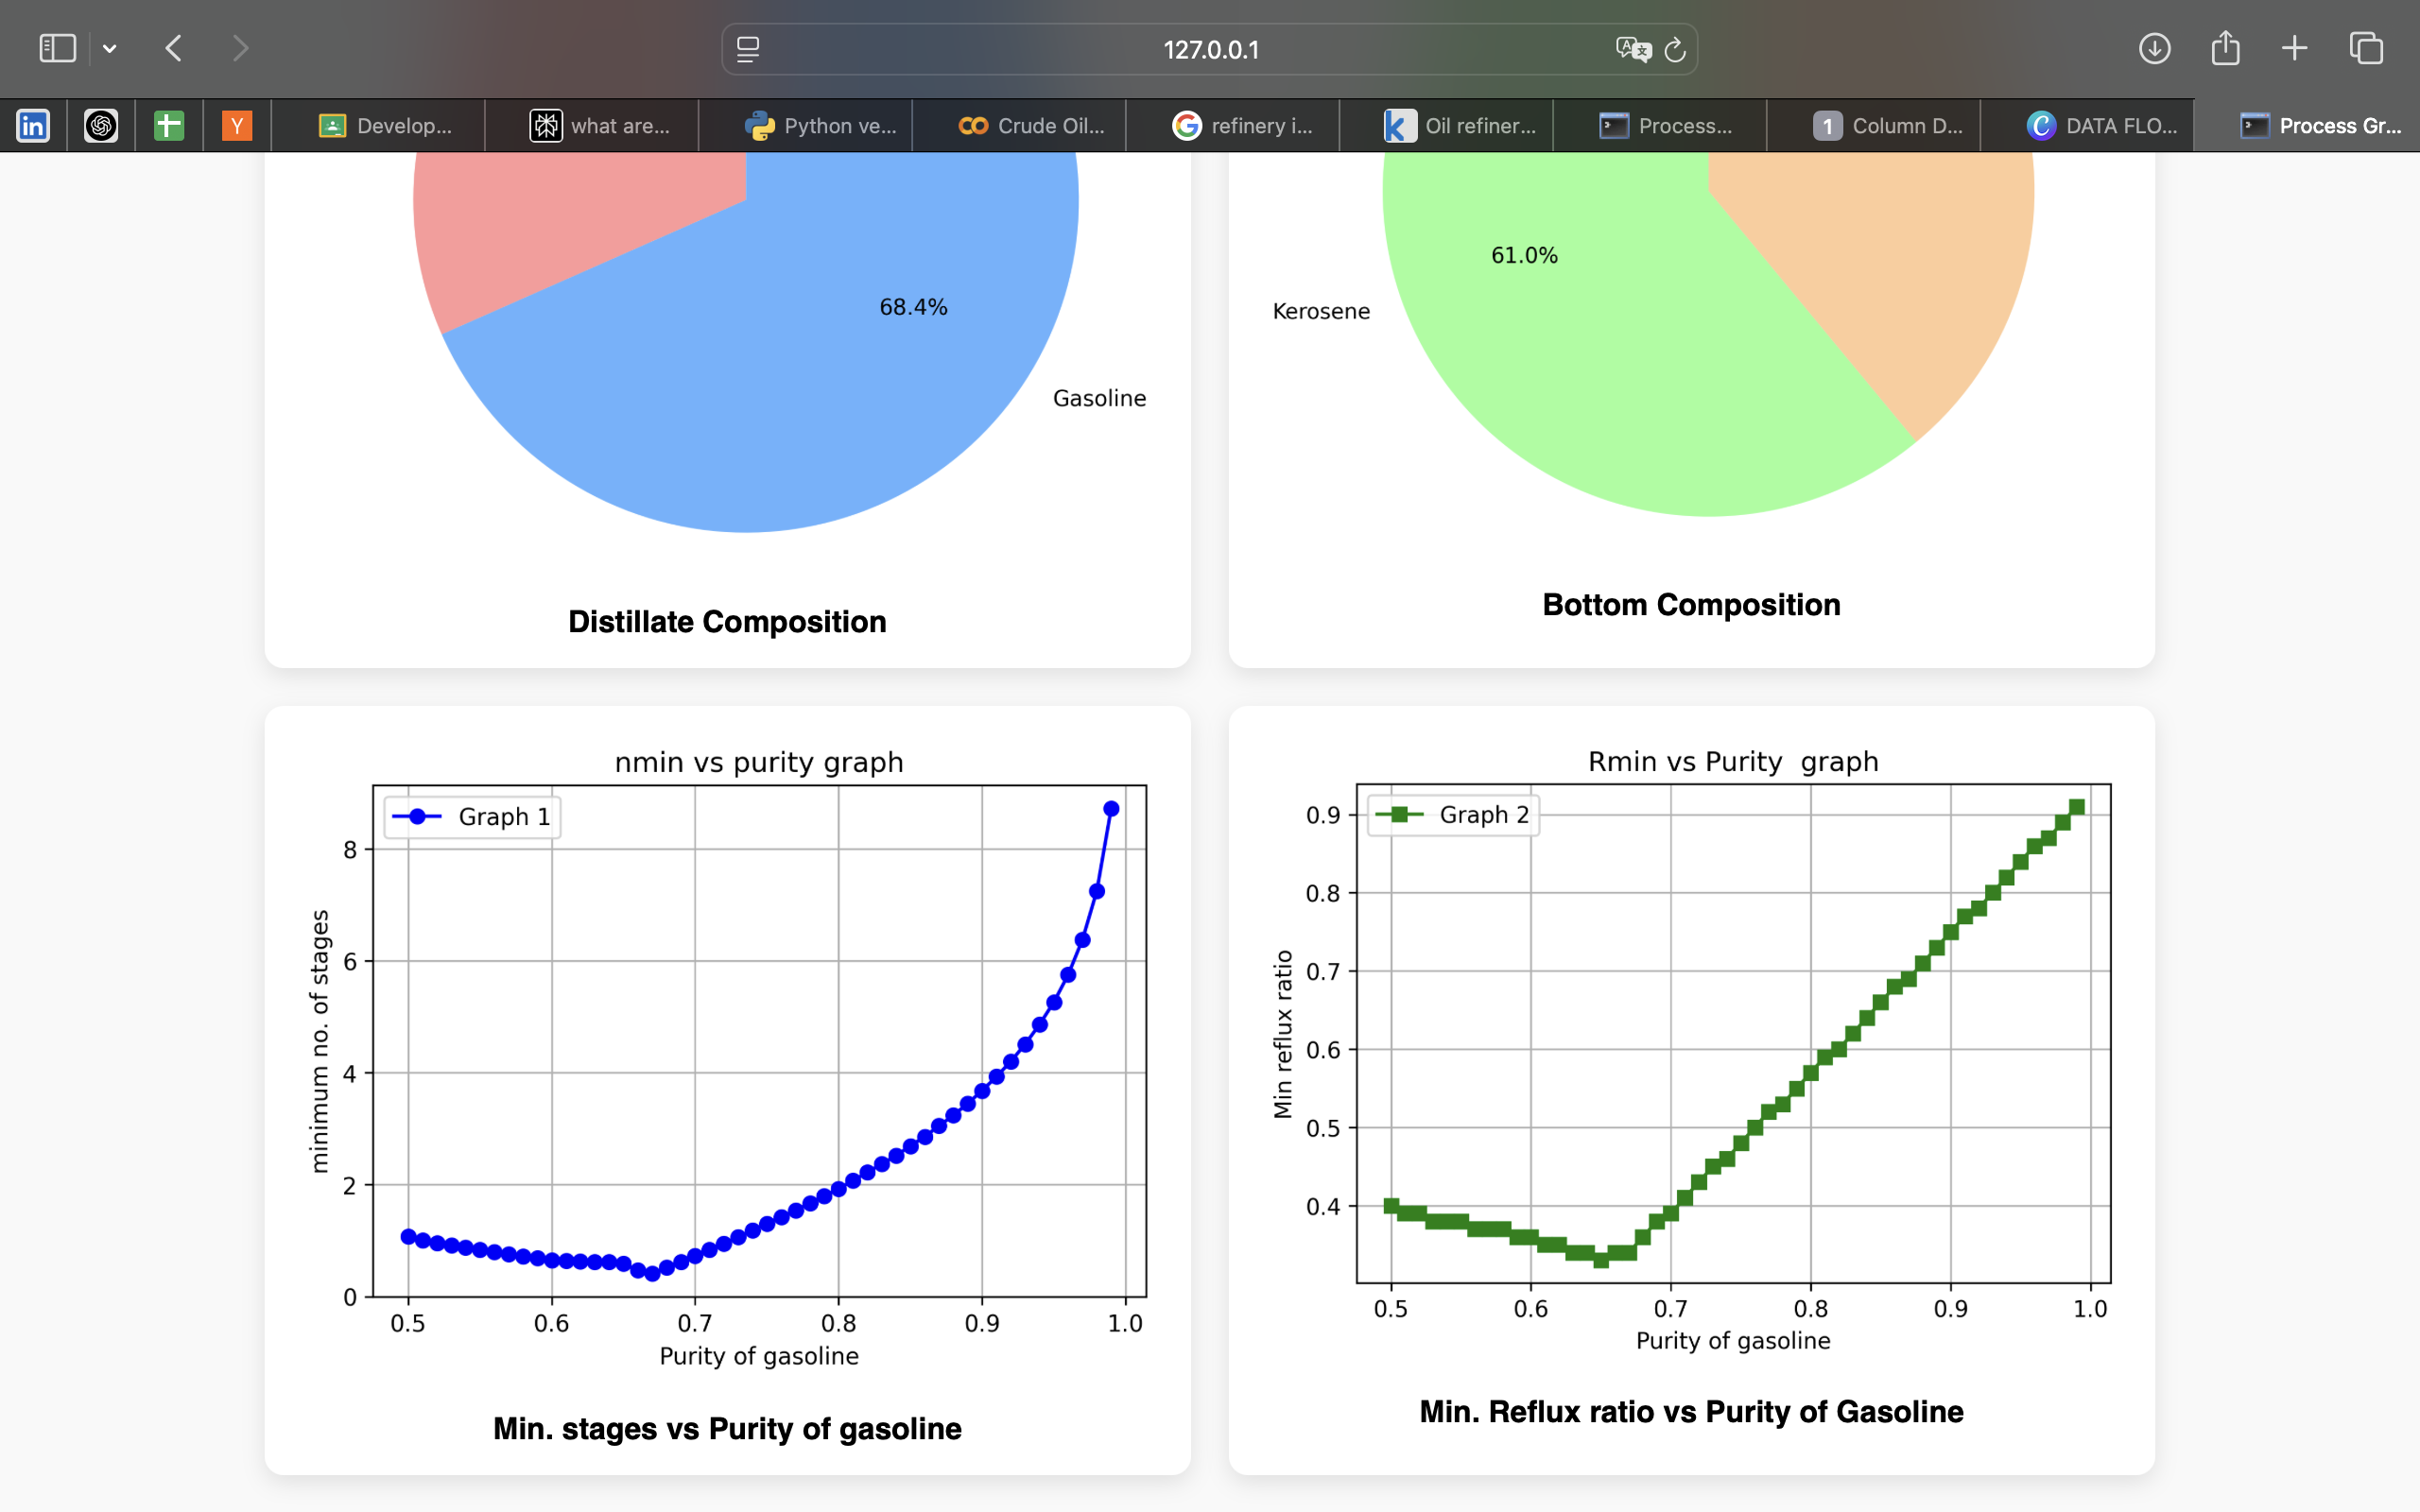 127.0.0.1
in
Y
Develop...
what are...
Python ve...
Crude Oil...
refinery i...
Oil refiner...
Process...
1
Column D...
DATA FLO...
Process Gr...
68.4%
Gasoline
Distillate Composition
61.0%
Kerosene
Bottom Composition
nmin vs purity graph
Graph 1
minimum no. of stages
8
6
4
2
0
0.5 0.6 0.7 0.8 0.9 1.0
Purity of gasoline
Min. stages vs Purity of gasoline
Rmin vs Purity  graph
Graph 2
Min reflux ratio
0.9
0.8
0.7
0.6
0.5
0.4
0.5 0.6 0.7 0.8 0.9 1.0
Purity of gasoline
Min. Reflux ratio vs Purity of Gasoline